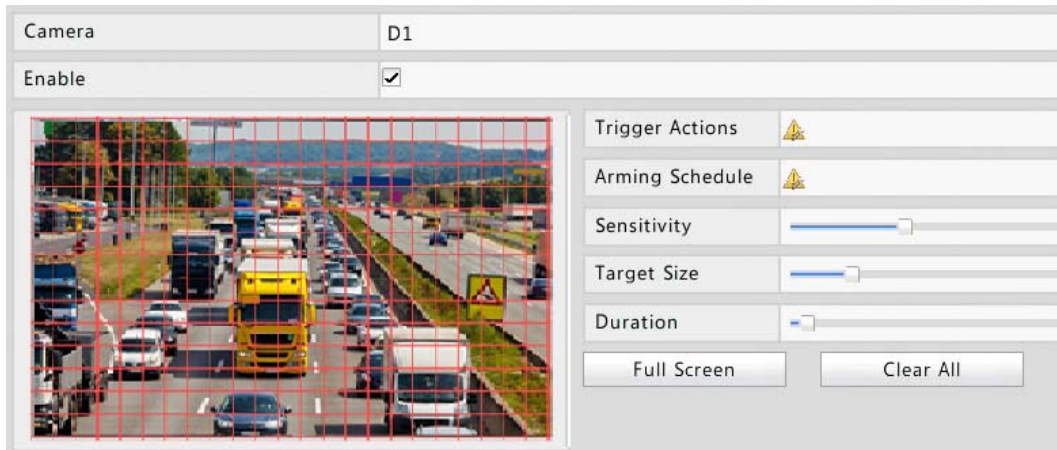 Camera
D1
Enable
Trigger Actions
Arming Schedule
Sensitivity
Target Size
Duration
Full Screen
Clear All